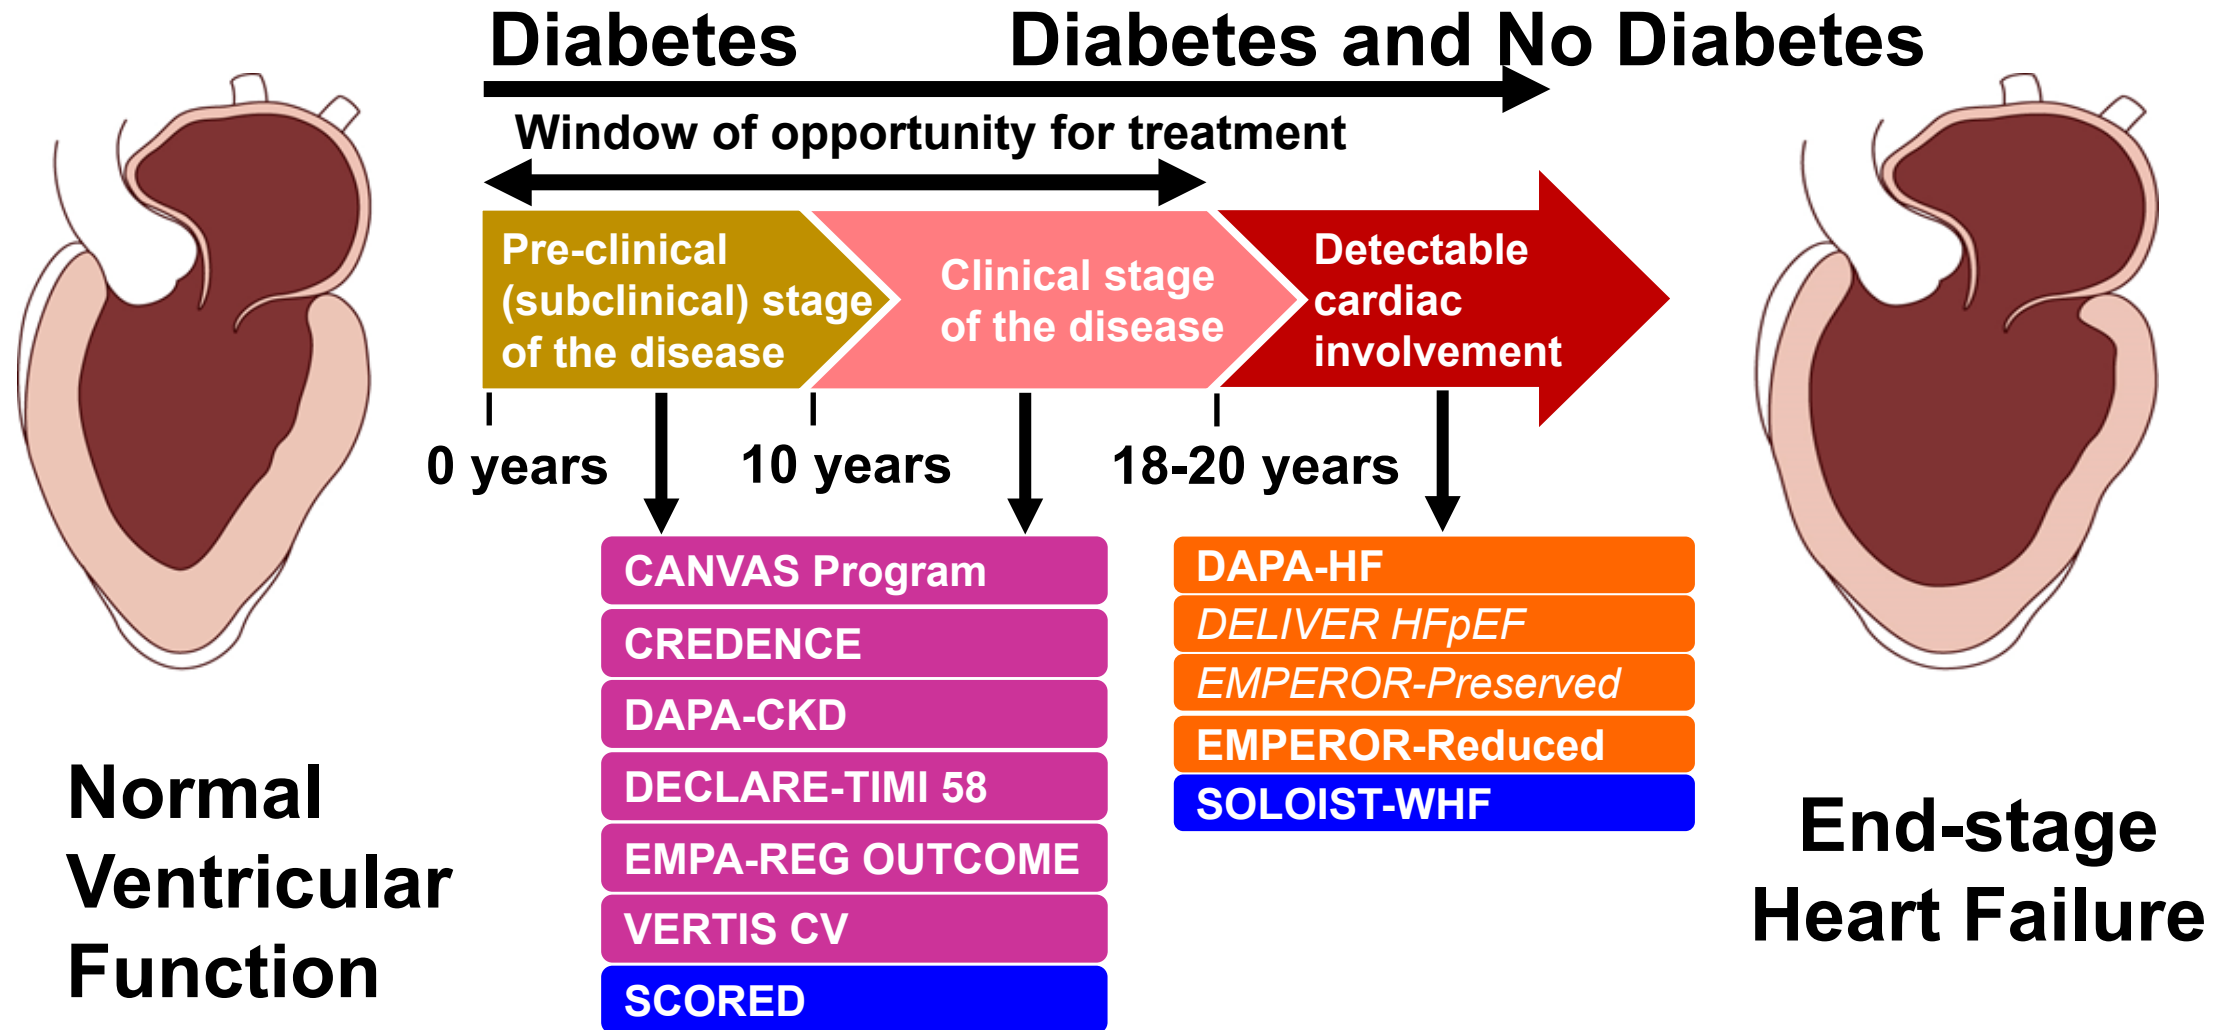 Diabetes
Diabetes and No Diabetes
Window of opportunity for treatment
Pre-clinical
(subclinical) stage
of the disease
Clinical stage
of the disease
Detectable
cardiac
involvement
0 years
10 years
18-20 years
CANVAS Program
CREDENCE
DAPA-CKD
DECLARE-TIMI 58
EMPA-REG OUTCOME
VERTIS CV
SCORED
DAPA-HF
DELIVER HFpEF
EMPEROR-Preserved
EMPEROR-Reduced
SOLOIST-WHF
Normal
Ventricular
Function
End-stage
Heart Failure